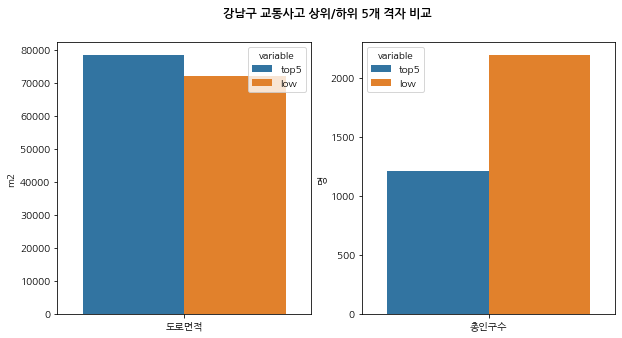 강남구 교통사고 상위/하위 5개 격자 비교
80000
70000
60000
50000
40000
30000
20000
10000
0
m2
variable
top5
low
도로면적
2000
1500
1000
500
0
명
variable
top5
low
총인구수